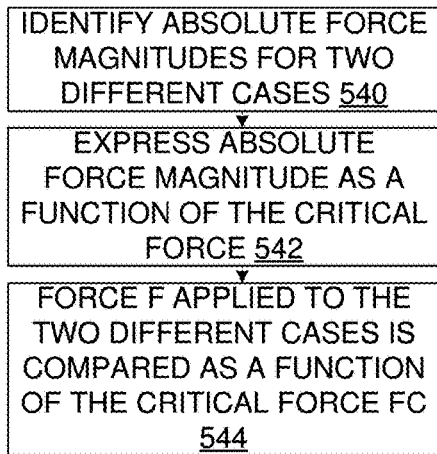 IDENTIFY ABSOLUTE FORCE
MAGNITUDES FOR TWO
DIFFERENT CASES 540
EXPRESS ABSOLUTE
FORCE MAGNITUDE AS A
FUNCTION OF THE CRITICAL
FORCE 542
FORCE F APPLIED TO THE
TWO DIFFERENT CASES IS
COMPARED AS A FUNCTION
OF THE CRITICAL FORCE FC
544